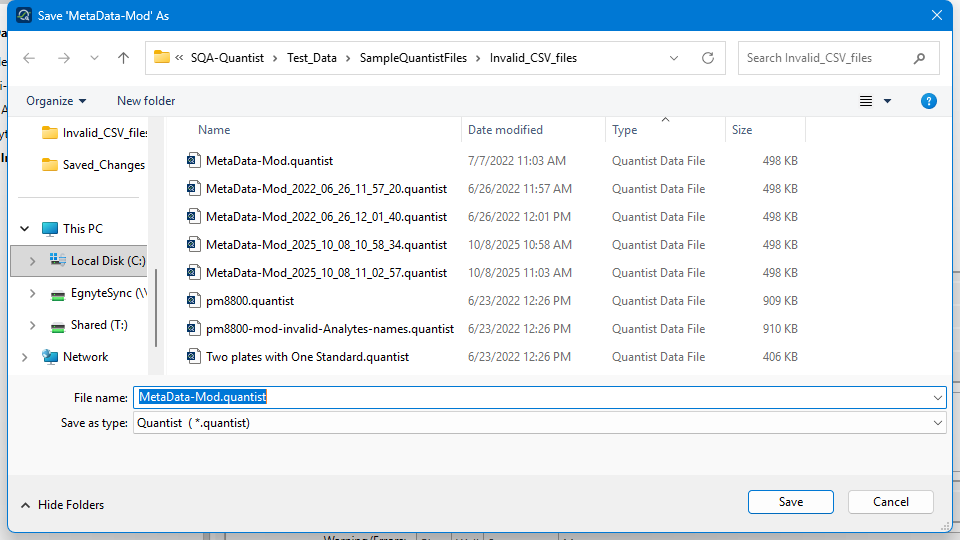 Save 'MetaData-Mod' As
« SQA-Quantist > Test_Data > SampleQuantistFiles > Invalid_CSV_files
Search Invalid_CSV_files
Organize
New folder
?
Invalid_CSV_files
Saved_Changes
This PC
Local Disk (C:)
EgnyteSync (\\
Shared (T:)
Network
Name Date modified Type Size
MetaData-Mod.quantist 7/7/2022 11:03 AM Quantist Data File 498 KB
MetaData-Mod_2022_06_26_11_57_20.quantist 6/26/2022 11:57 AM Quantist Data File 498 KB
MetaData-Mod_2022_06_26_12_01_40.quantist 6/26/2022 12:01 PM Quantist Data File 498 KB
MetaData-Mod_2025_10_08_10_58_34.quantist 10/8/2025 10:58 AM Quantist Data File 498 KB
MetaData-Mod_2025_10_08_11_02_57.quantist 10/8/2025 11:03 AM Quantist Data File 498 KB
pm8800.quantist 6/23/2022 12:26 PM Quantist Data File 909 KB
pm8800-mod-invalid-Analytes-names.quantist 6/23/2022 12:26 PM Quantist Data File 910 KB
Two plates with One Standard.quantist 6/23/2022 12:26 PM Quantist Data File 406 KB
File name: MetaData-Mod.quantist
Save as type: Quantist ( *.quantist)
Hide Folders
Save
Cancel